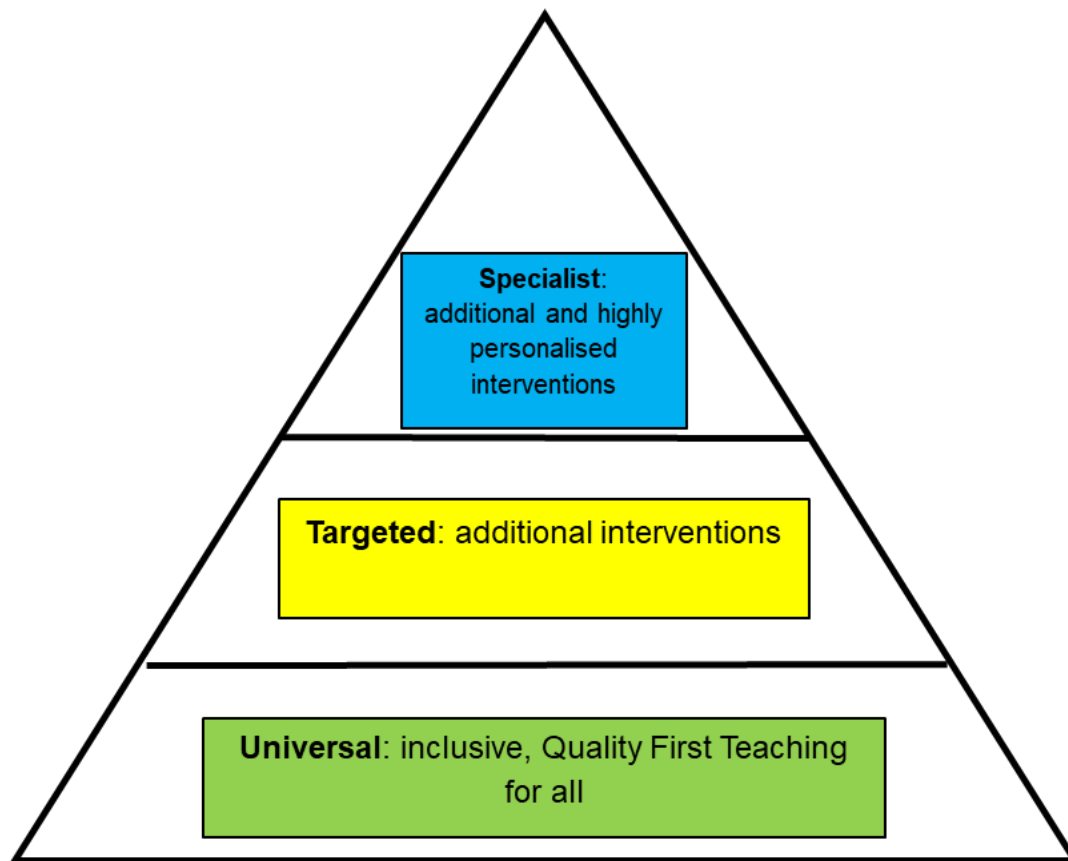 Specialist:
additional and highly
personalised
interventions
Targeted: additional interventions
Universal: inclusive, Quality First Teaching
for all